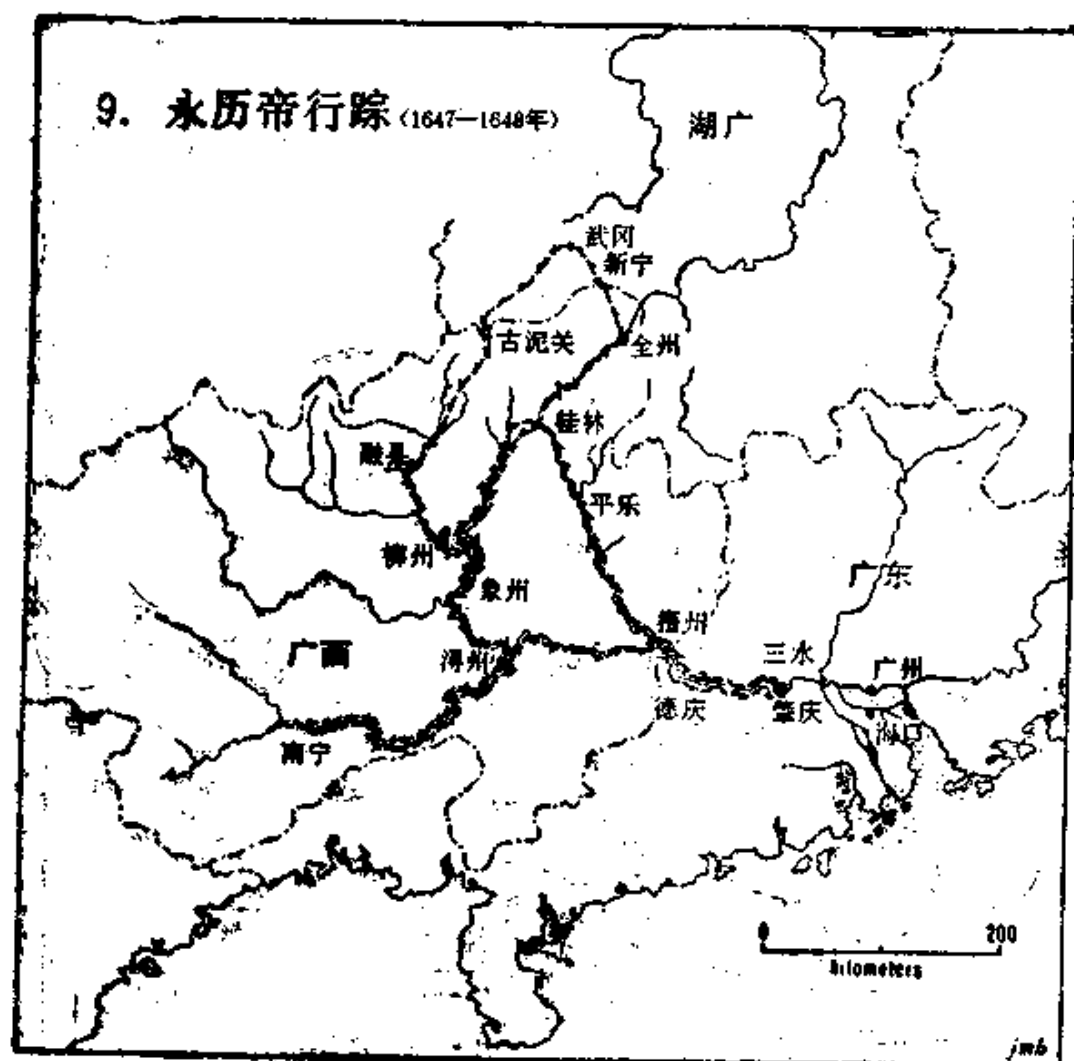 9. 永历帝行踪 (1647—1648年)
湖广
武冈
新宁
古泥关
全州
桂林
融县
平乐
柳州
象州
广东
梧州
广西
浔州
三水
广州
德庆
肇庆
海口
南宁
0 200
kilometers
jmb